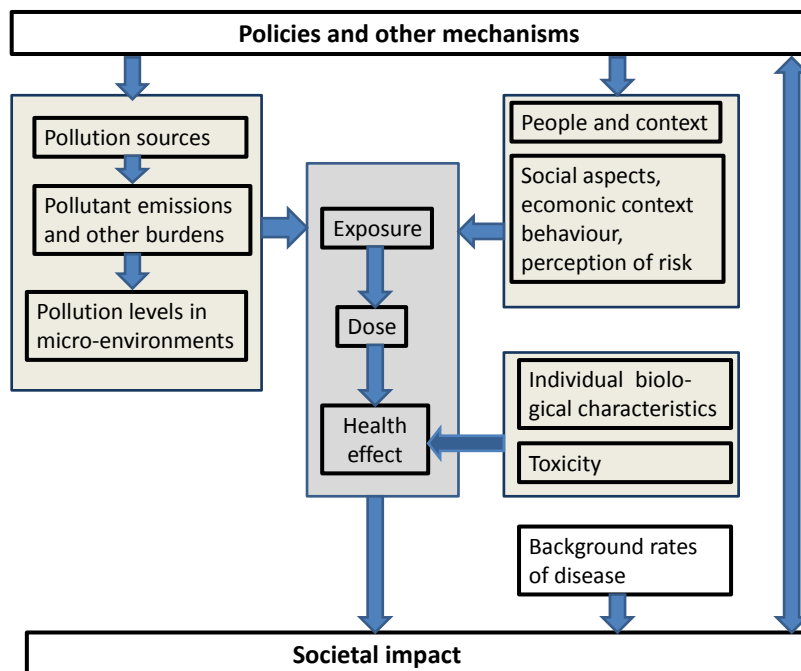 Policies and other mechanisms
Pollution sources
Pollutant emissions
and other burdens
Pollution levels in
micro-environments
Exposure
Dose
Health
effect
People and context
Social aspects,
ecomonic context
behaviour,
perception of risk
Individual biolo-
gical characteristics
Toxicity
Background rates
of disease
Societal impact